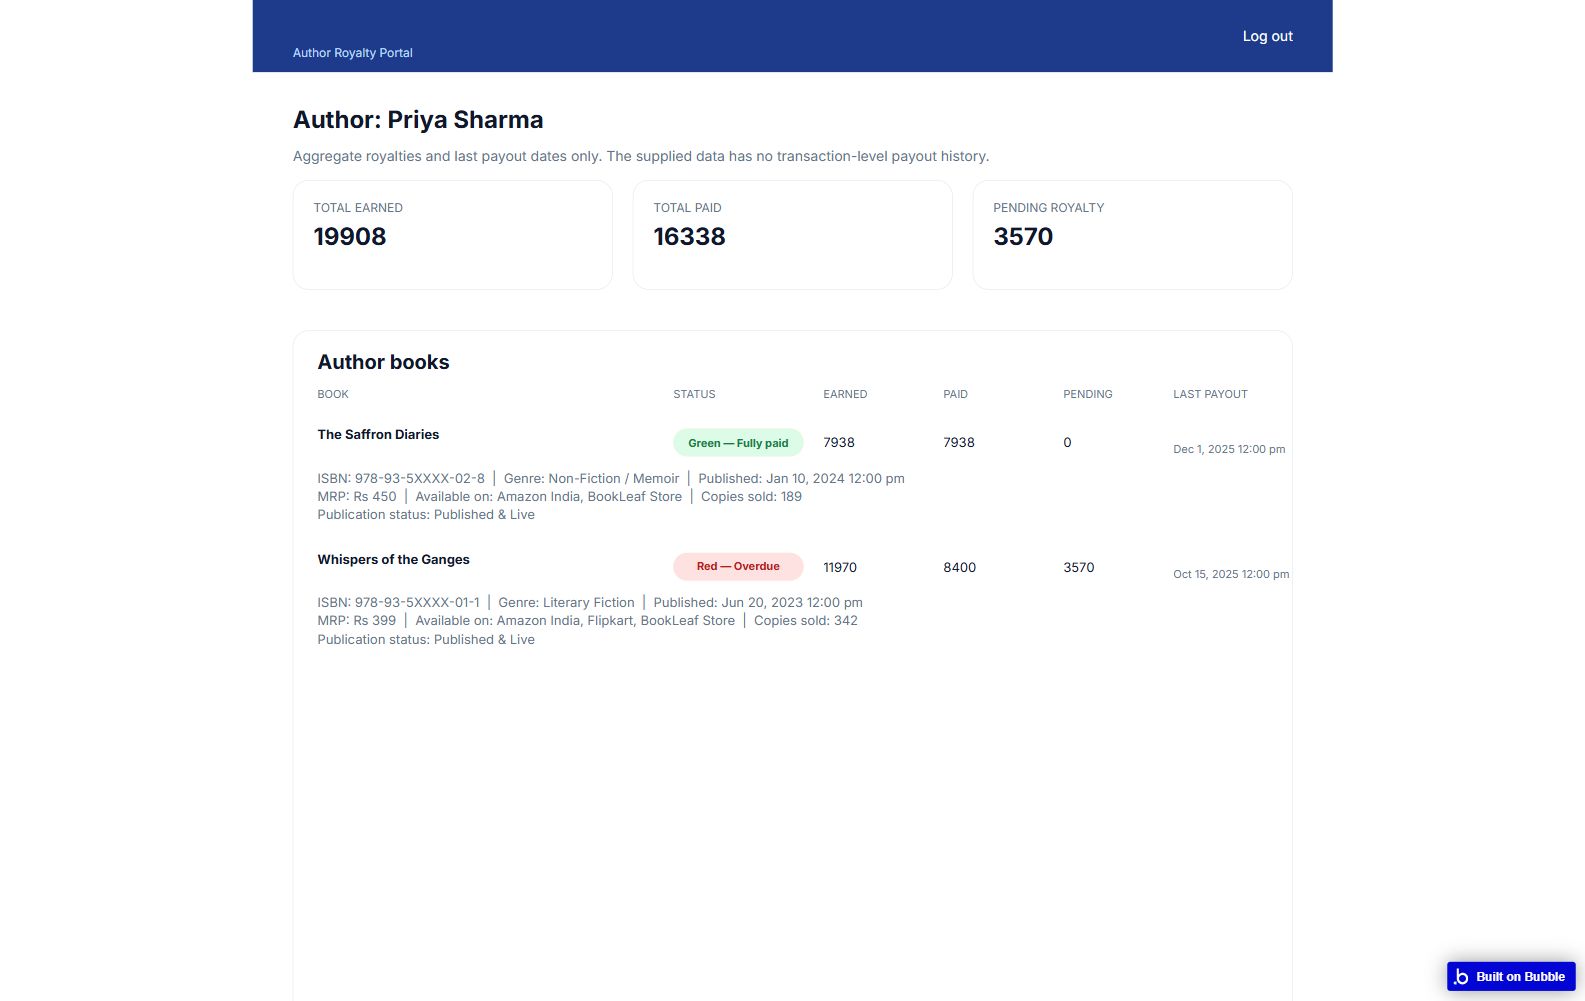 Log out
Author Royalty Portal
Author: Priya Sharma
Aggregate royalties and last payout dates only. The supplied data has no transaction-level payout history.
TOTAL EARNED TOTAL PAID PENDING ROYALTY
19908 16338 3570
Author books
BOOK STATUS EARNED PAID PENDING LAST PAYOUT
The Saffron Diaries Green — Fully paid 7938 7938 0 Dec 1, 2025 12:00 pm
ISBN: 978-93-5XXXX-02-8 | Genre: Non-Fiction / Memoir | Published: Jan 10, 2024 12:00 pm
MRP: Rs 450 | Available on: Amazon India, BookLeaf Store | Copies sold: 189
Publication status: Published & Live
Whispers of the Ganges Red — Overdue 11970 8400 3570 Oct 15, 2025 12:00 pm
ISBN: 978-93-5XXXX-01-1 | Genre: Literary Fiction | Published: Jun 20, 2023 12:00 pm
MRP: Rs 399 | Available on: Amazon India, Flipkart, BookLeaf Store | Copies sold: 342
Publication status: Published & Live
Built on Bubble